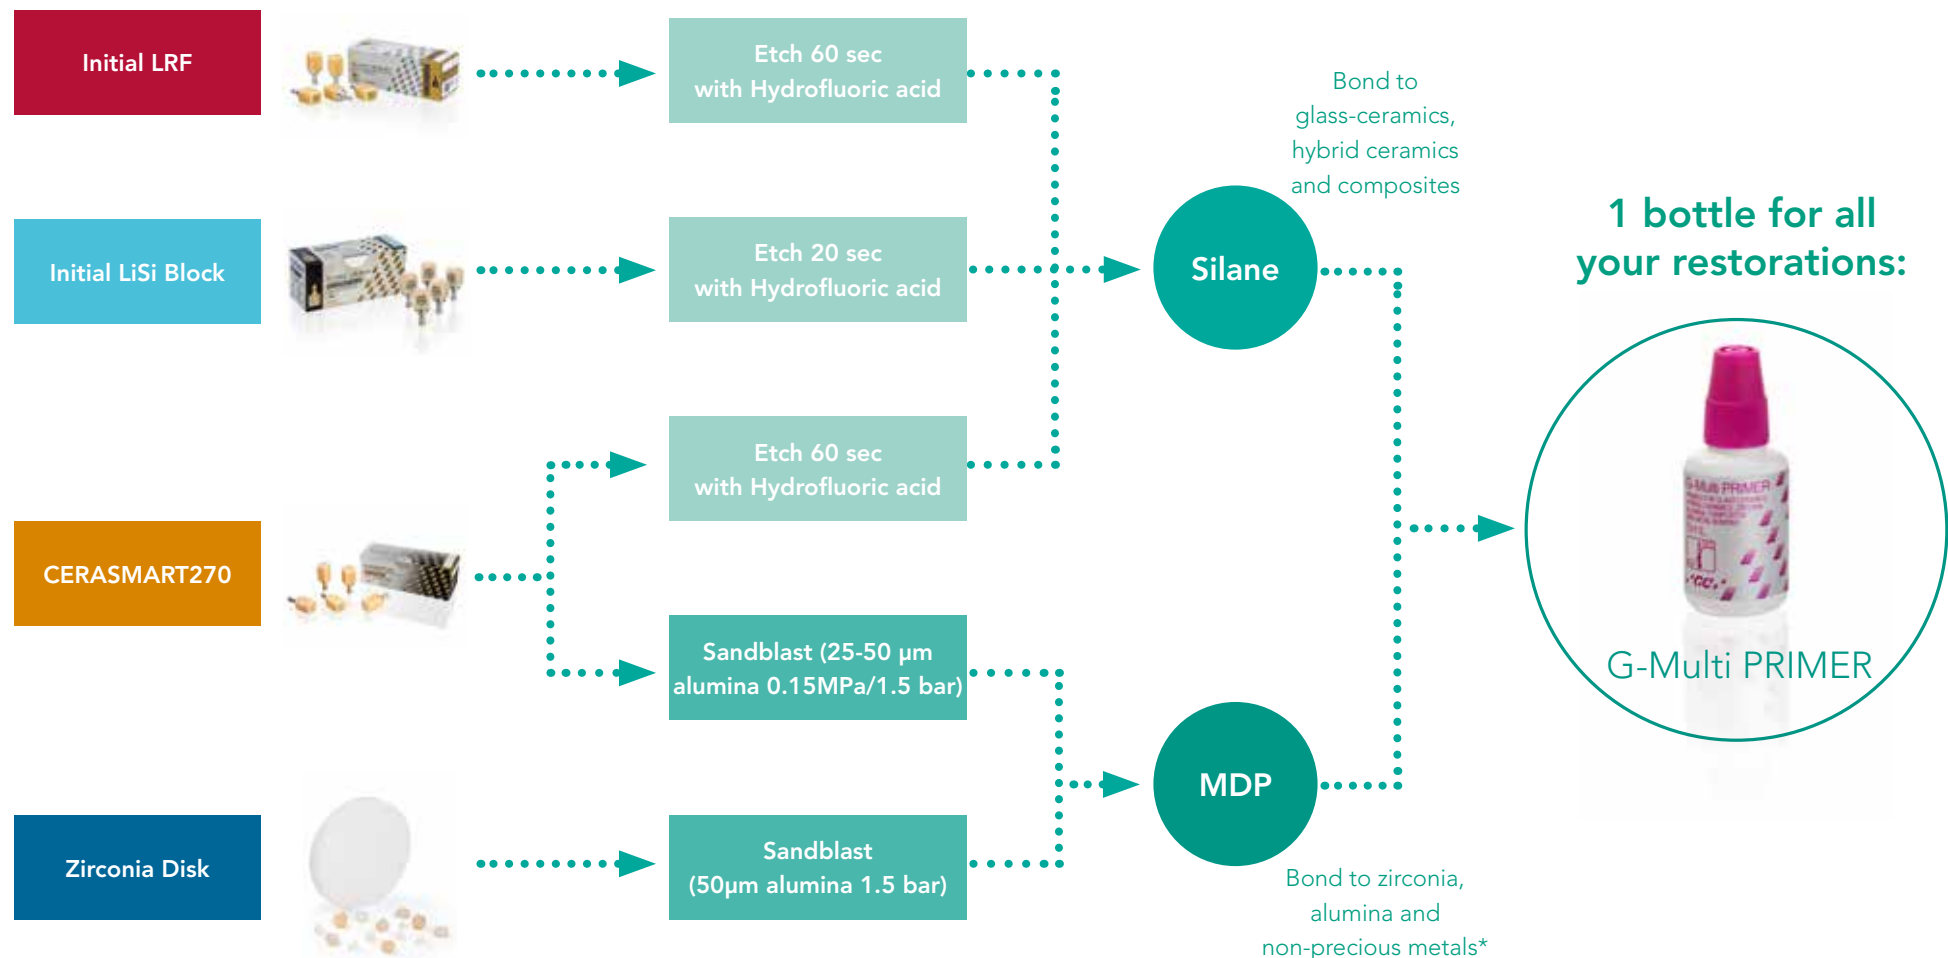 Initial LRF
Etch 60 sec
with Hydrofluoric acid
Bond to
glass-ceramics,
hybrid ceramics
and composites
Initial LiSi Block
Etch 20 sec
with Hydrofluoric acid
Silane
1 bottle for all
your restorations:
Etch 60 sec
with Hydrofluoric acid
G-Multi PRIMER
GC
G-Multi PRIMER
CERASMART270
Sandblast (25-50 µm
alumina 0.15MPa/1.5 bar)
MDP
Zirconia Disk
Sandblast
(50µm alumina 1.5 bar)
Bond to zirconia,
alumina and
non-precious metals*